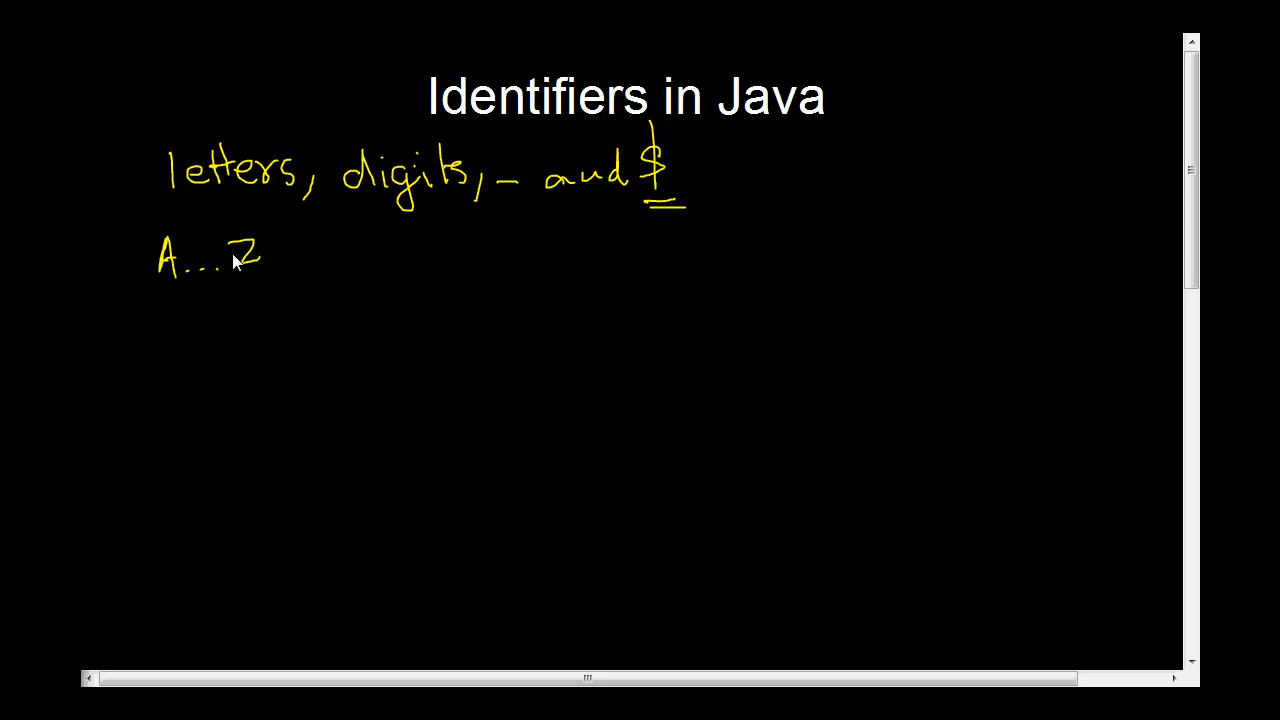 Identifiers in Java
letters, digits, _ and $
A...Z